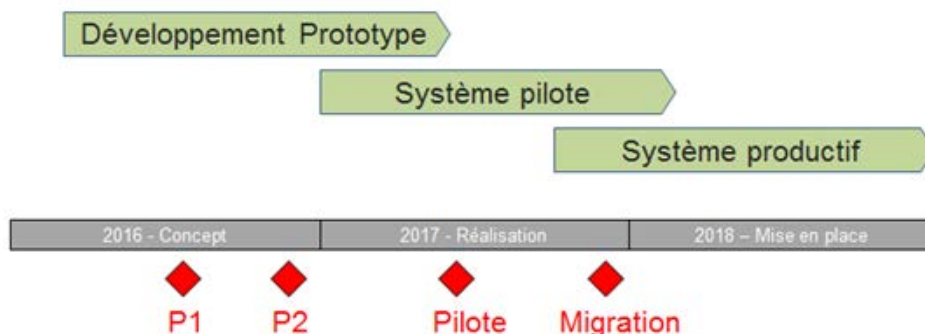 Développement Prototype
Système pilote
Système productif
2016 - Concept
2017 - Réalisation
2018 – Mise en place
P1
P2
Pilote
Migration